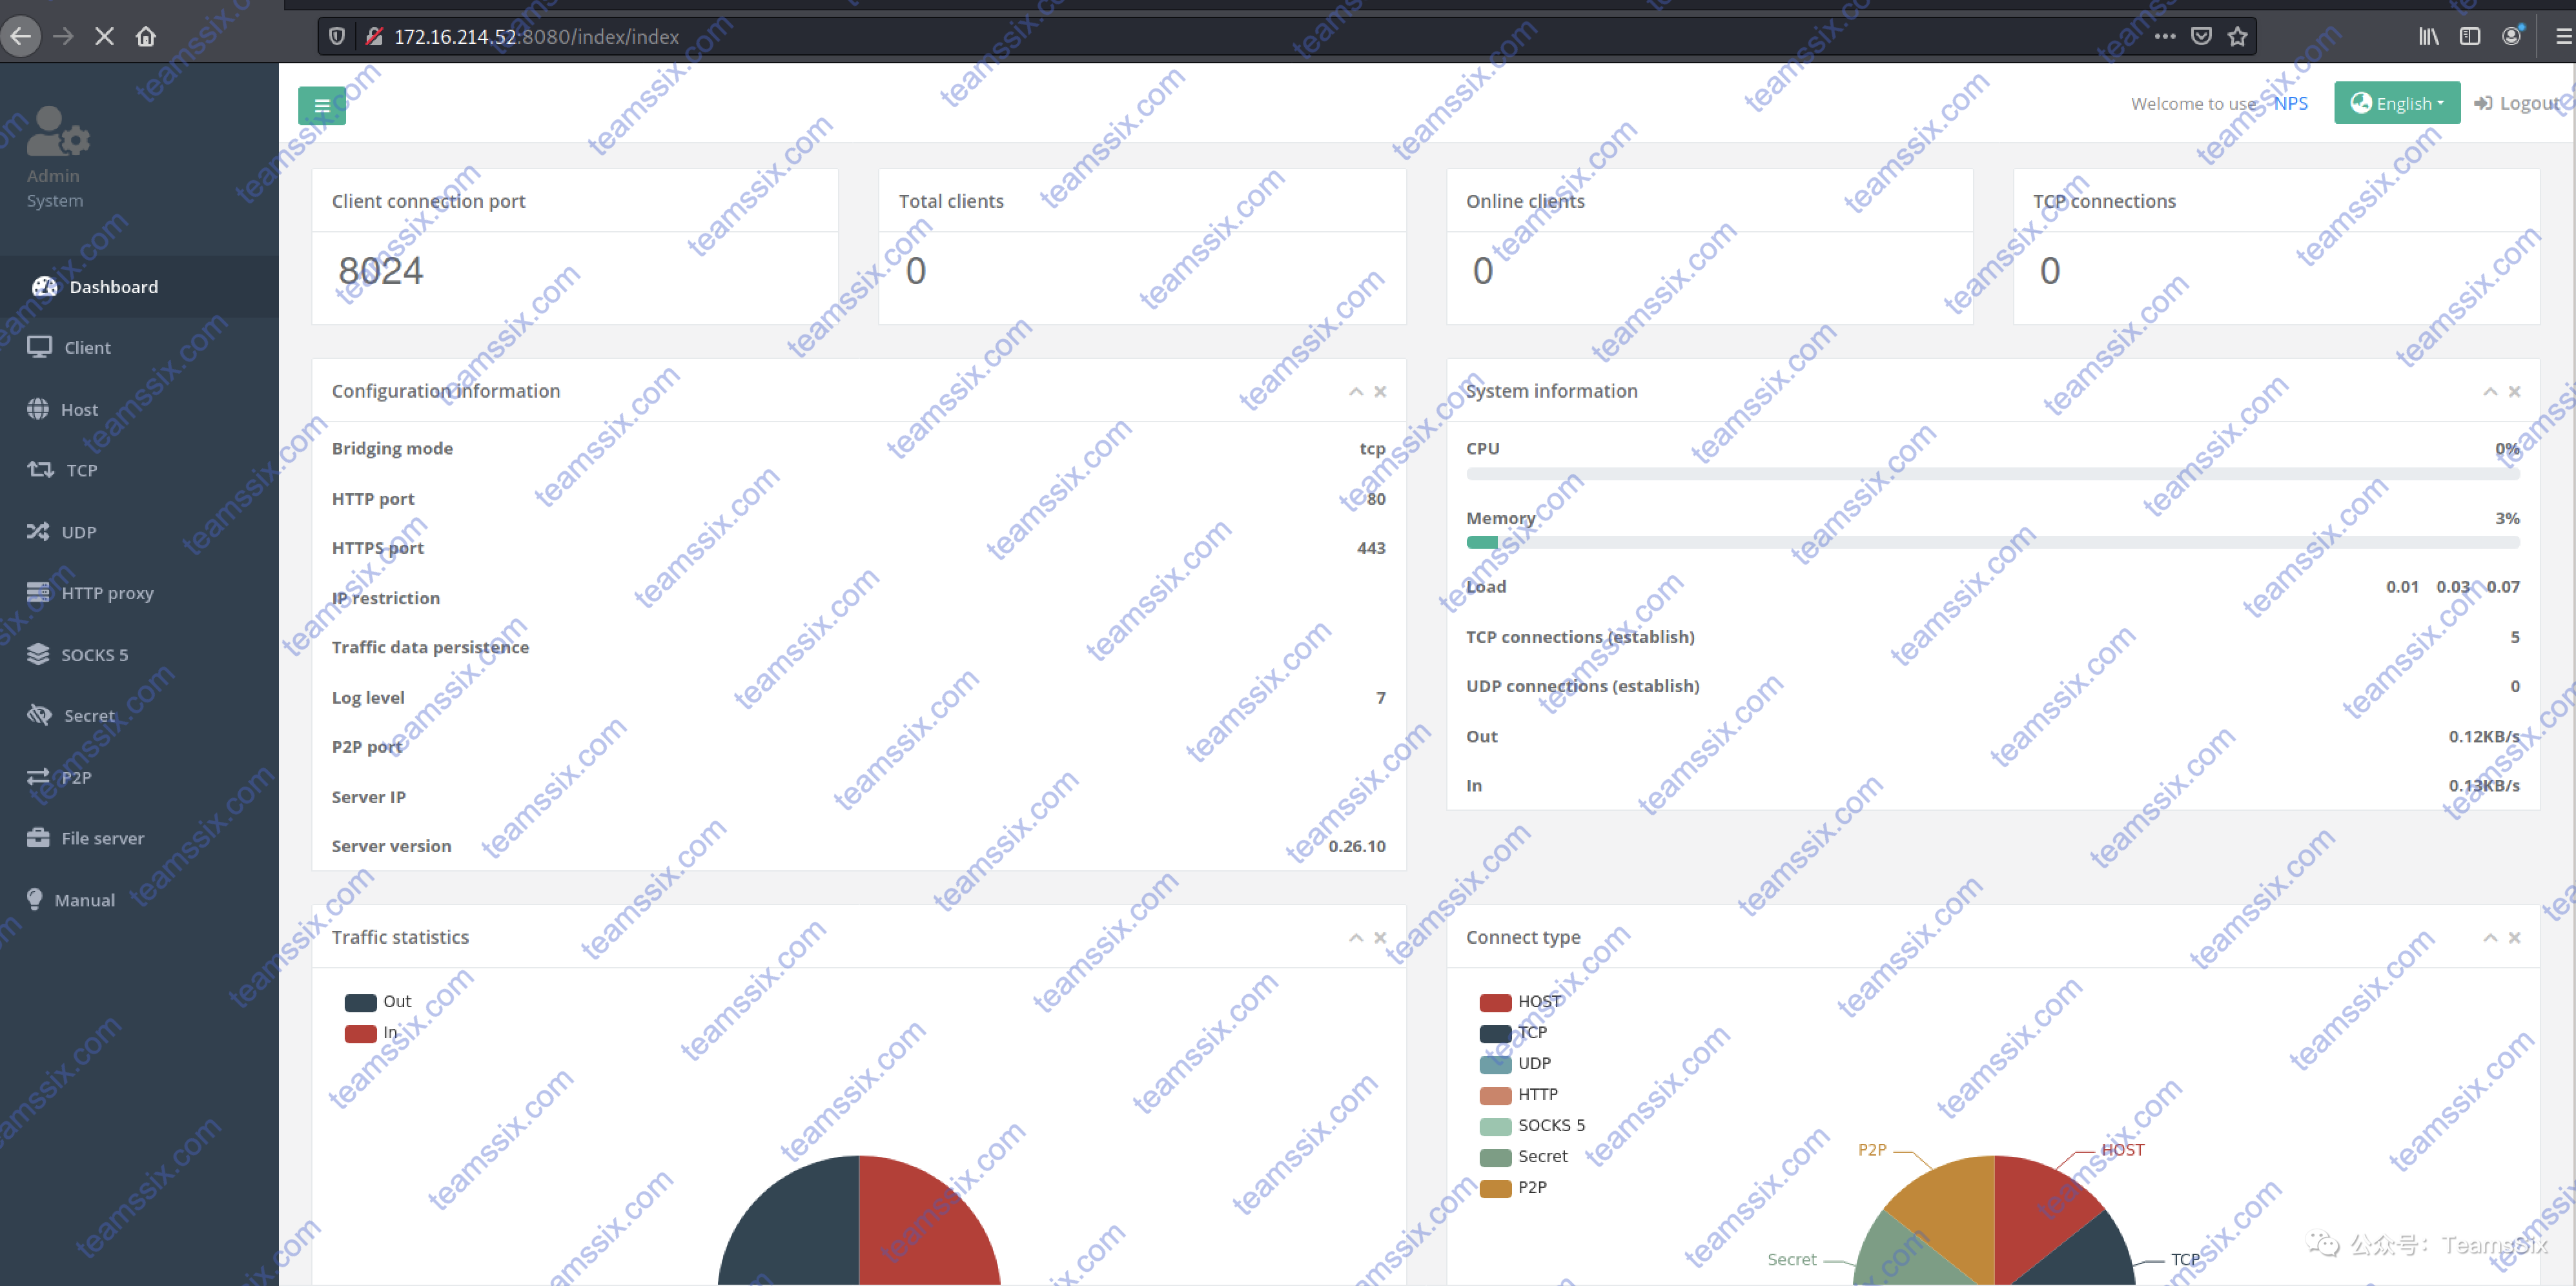 172.16.214.52:8080/index/index
Welcome to use NPS English Logout
Admin
System
Dashboard
Client
Host
TCP
UDP
HTTP proxy
SOCKS 5
Secret
P2P
File server
Manual
Client connection port
8024
Total clients
0
Online clients
0
TCP connections
0
Configuration information
Bridging mode tcp
HTTP port 80
HTTPS port 443
IP restriction
Traffic data persistence
Log level 7
P2P port
Server IP
Server version 0.26.10
System information
CPU 0%
Memory 3%
Load 0.01 0.03 0.07
TCP connections (establish) 5
UDP connections (establish) 0
Out 0.12KB/s
In 0.13KB/s
Traffic statistics
Out
In
Connect type
HOST
TCP
UDP
HTTP
SOCKS 5
Secret
P2P
P2P
HOST
Secret
TCP
公众号：TeamsSix
teamssix.com